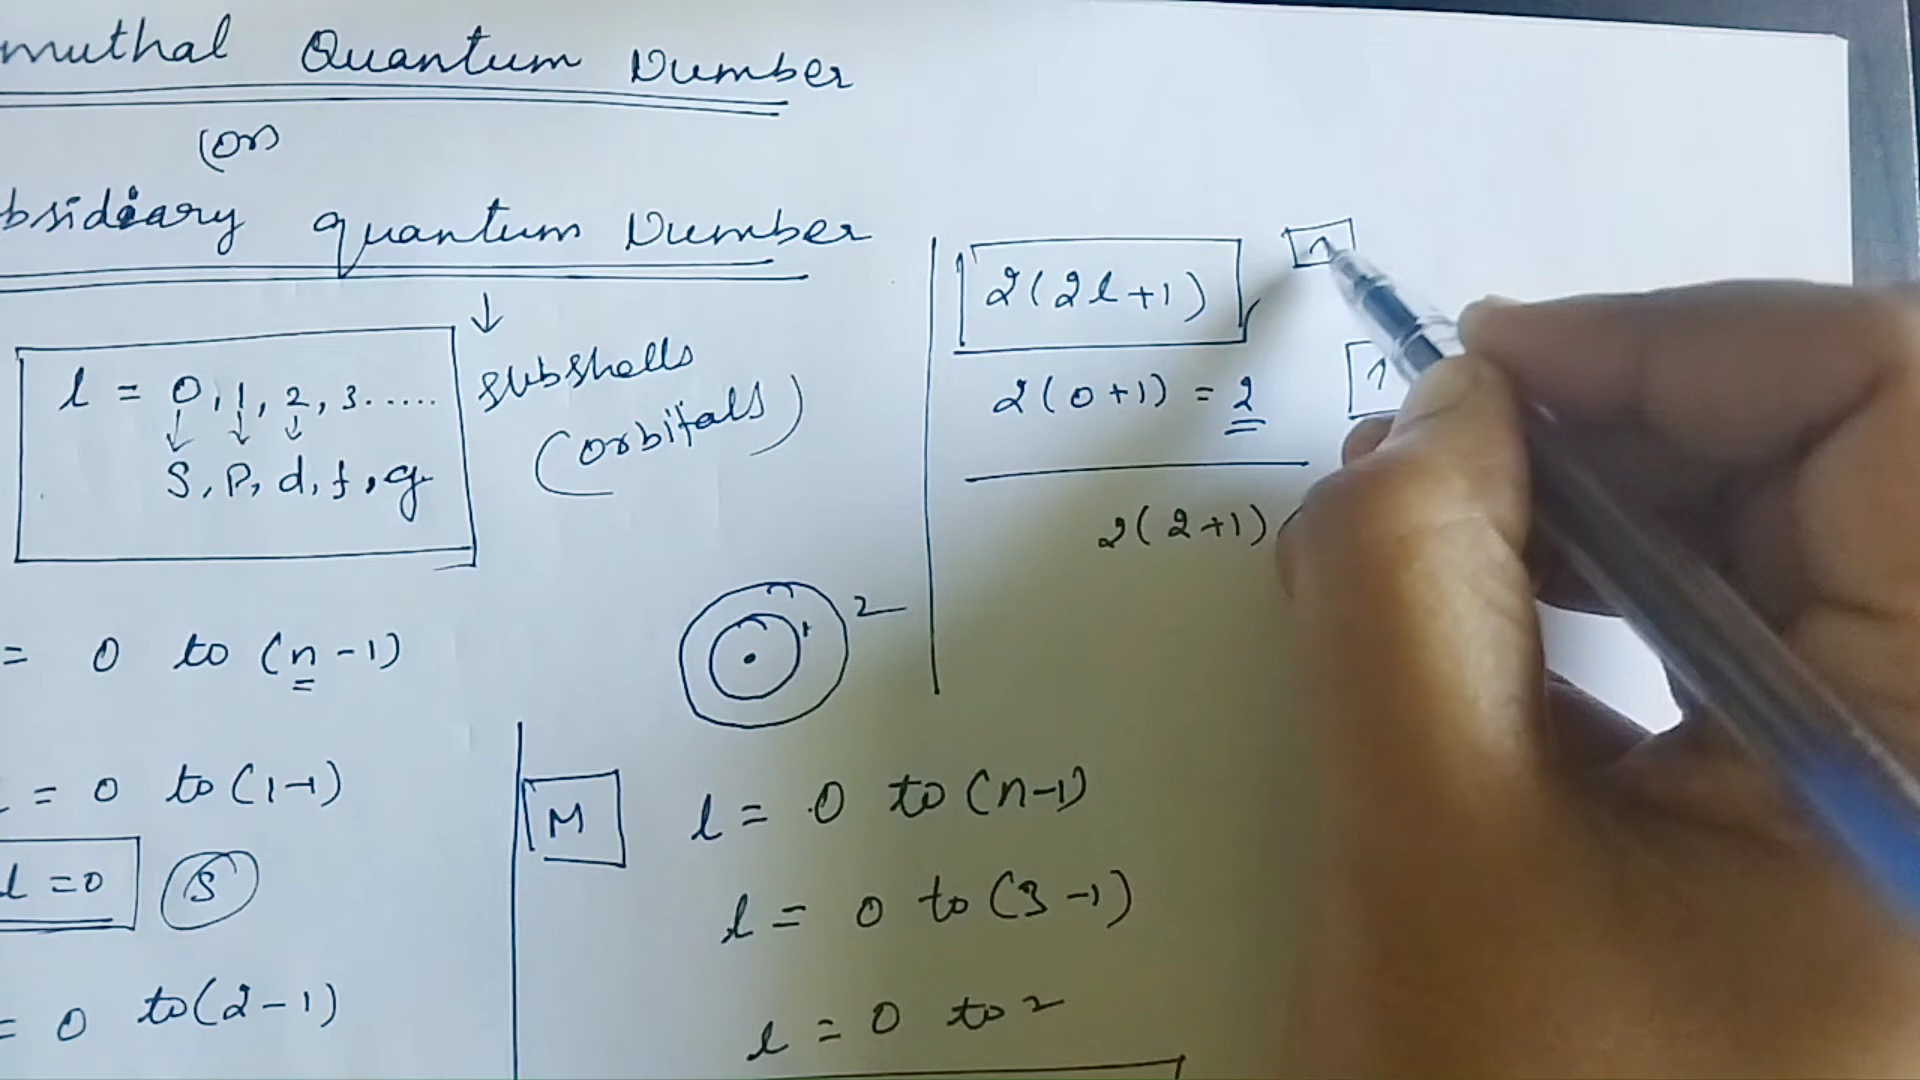 muthal Quantum Number
(or)
bsidiary quantum Number
l = 0, 1, 2, 3.....
S, P, d, f, g
subshells
(orbitals)
= 0 to (n-1)
= 0 to (1-1)
l = 0 S
= 0 to (2-1)
1
2
M
l = 0 to (n-1)
l = 0 to (3-1)
l = 0 to 2
2(2l+1)
2(0+1) = 2
2(2+1)